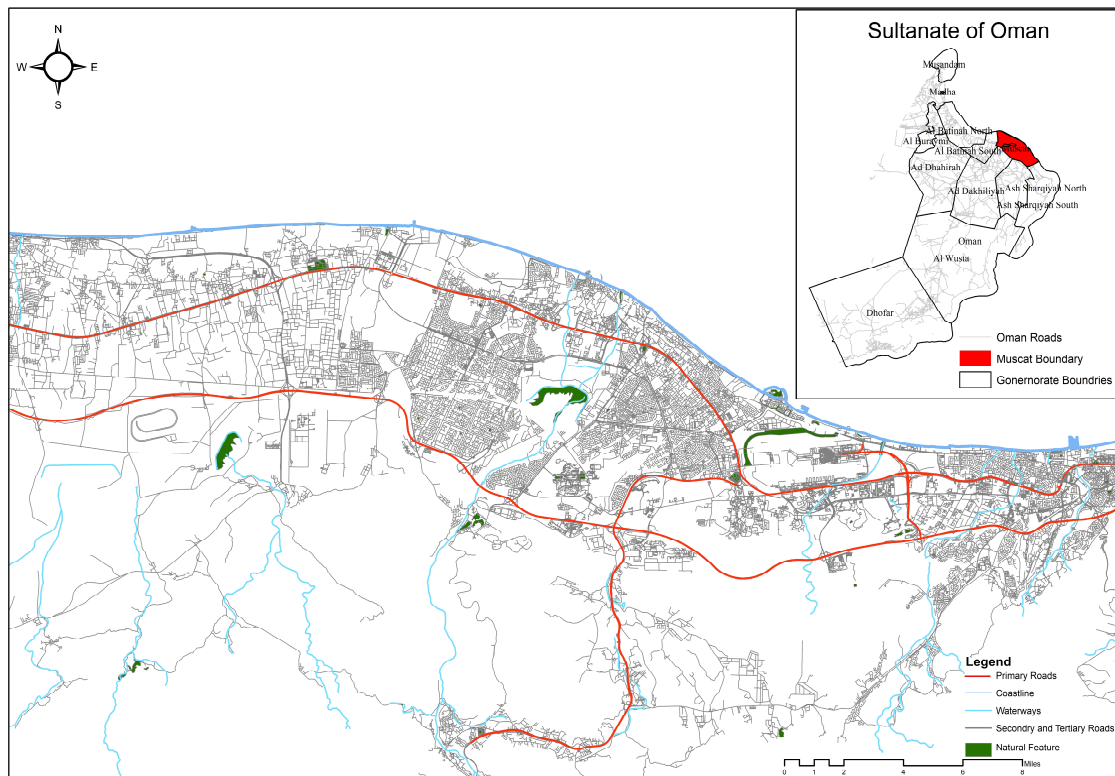 N
W E
S
Sultanate of Oman
Musandam
Madha
Al Batinah North
Al Buraymi
Al Batinah South
Muscat
Ad Dhahirah
Ad Dakhiliyah
Ash Sharqiyah North
Ash Sharqiyah South
Oman
Al Wusta
Dhofar
Oman Roads
Muscat Boundary
Gonernorate Boundries
Legend
Primary Roads
Coastline
Waterways
Secondry and Tertiary Roads
Natural Feature
0 1 2 4 6 8
Miles